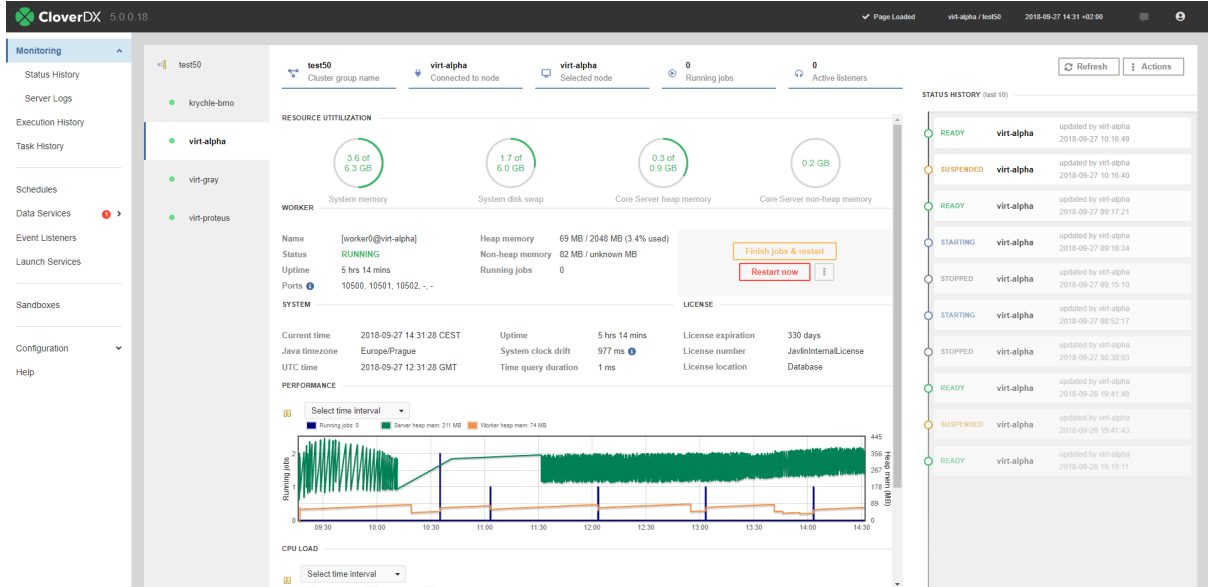 CloverDX 5.0.0.18
Page Loaded
virt-alpha / test50
2018-09-27 14:31 +02:00
Monitoring
Status History
Server Logs
Execution History
Task History
Schedules
Data Services 1
Event Listeners
Launch Services
Sandboxes
Configuration
Help
test50
krychle-brno
virt-alpha
virt-gray
virt-proteus
test50
Cluster group name
virt-alpha
Connected to node
virt-alpha
Selected node
0
Running jobs
0
Active listeners
Refresh
Actions
RESOURCE UTITILIZATION
3.6 of
6.3 GB
System memory
1.7 of
6.0 GB
System disk swap
0.3 of
0.9 GB
Core Server heap memory
0.2 GB
Core Server non-heap memory
WORKER
Name [worker0@virt-alpha]
Status RUNNING
Uptime 5 hrs 14 mins
Ports 10500, 10501, 10502, -, -
Heap memory 69 MB / 2048 MB (3.4% used)
Non-heap memory 82 MB / unknown MB
Running jobs 0
Finish jobs & restart
Restart now
SYSTEM
Current time 2018-09-27 14:31:28 CEST
Java timezone Europe/Prague
UTC time 2018-09-27 12:31:28 GMT
Uptime 5 hrs 14 mins
System clock drift 977 ms
Time query duration 1 ms
LICENSE
License expiration 330 days
License number JavlinInternalLicense
License location Database
PERFORMANCE
Select time interval
Running jobs: 0 Server heap mem: 211 MB Worker heap mem: 74 MB
Running jobs
2
1
0
445
356
267
178
89
0
Heap mem (MB)
09:30 10:00 10:30 11:00 11:30 12:00 12:30 13:00 13:30 14:00 14:30
CPU LOAD
Select time interval
STATUS HISTORY (last 10)
READY virt-alpha updated by virt-alpha
2018-09-27 10:16:49
SUSPENDED virt-alpha updated by virt-alpha
2018-09-27 10:16:40
READY virt-alpha updated by virt-alpha
2018-09-27 09:17:21
STARTING virt-alpha updated by virt-alpha
2018-09-27 09:16:34
STOPPED virt-alpha updated by virt-alpha
2018-09-27 09:15:10
STARTING virt-alpha updated by virt-alpha
2018-09-27 08:52:17
STOPPED virt-alpha updated by virt-alpha
2018-09-27 08:38:03
READY virt-alpha updated by virt-alpha
2018-09-26 19:41:48
SUSPENDED virt-alpha updated by virt-alpha
2018-09-26 19:41:43
READY virt-alpha updated by virt-alpha
2018-09-26 16:19:11